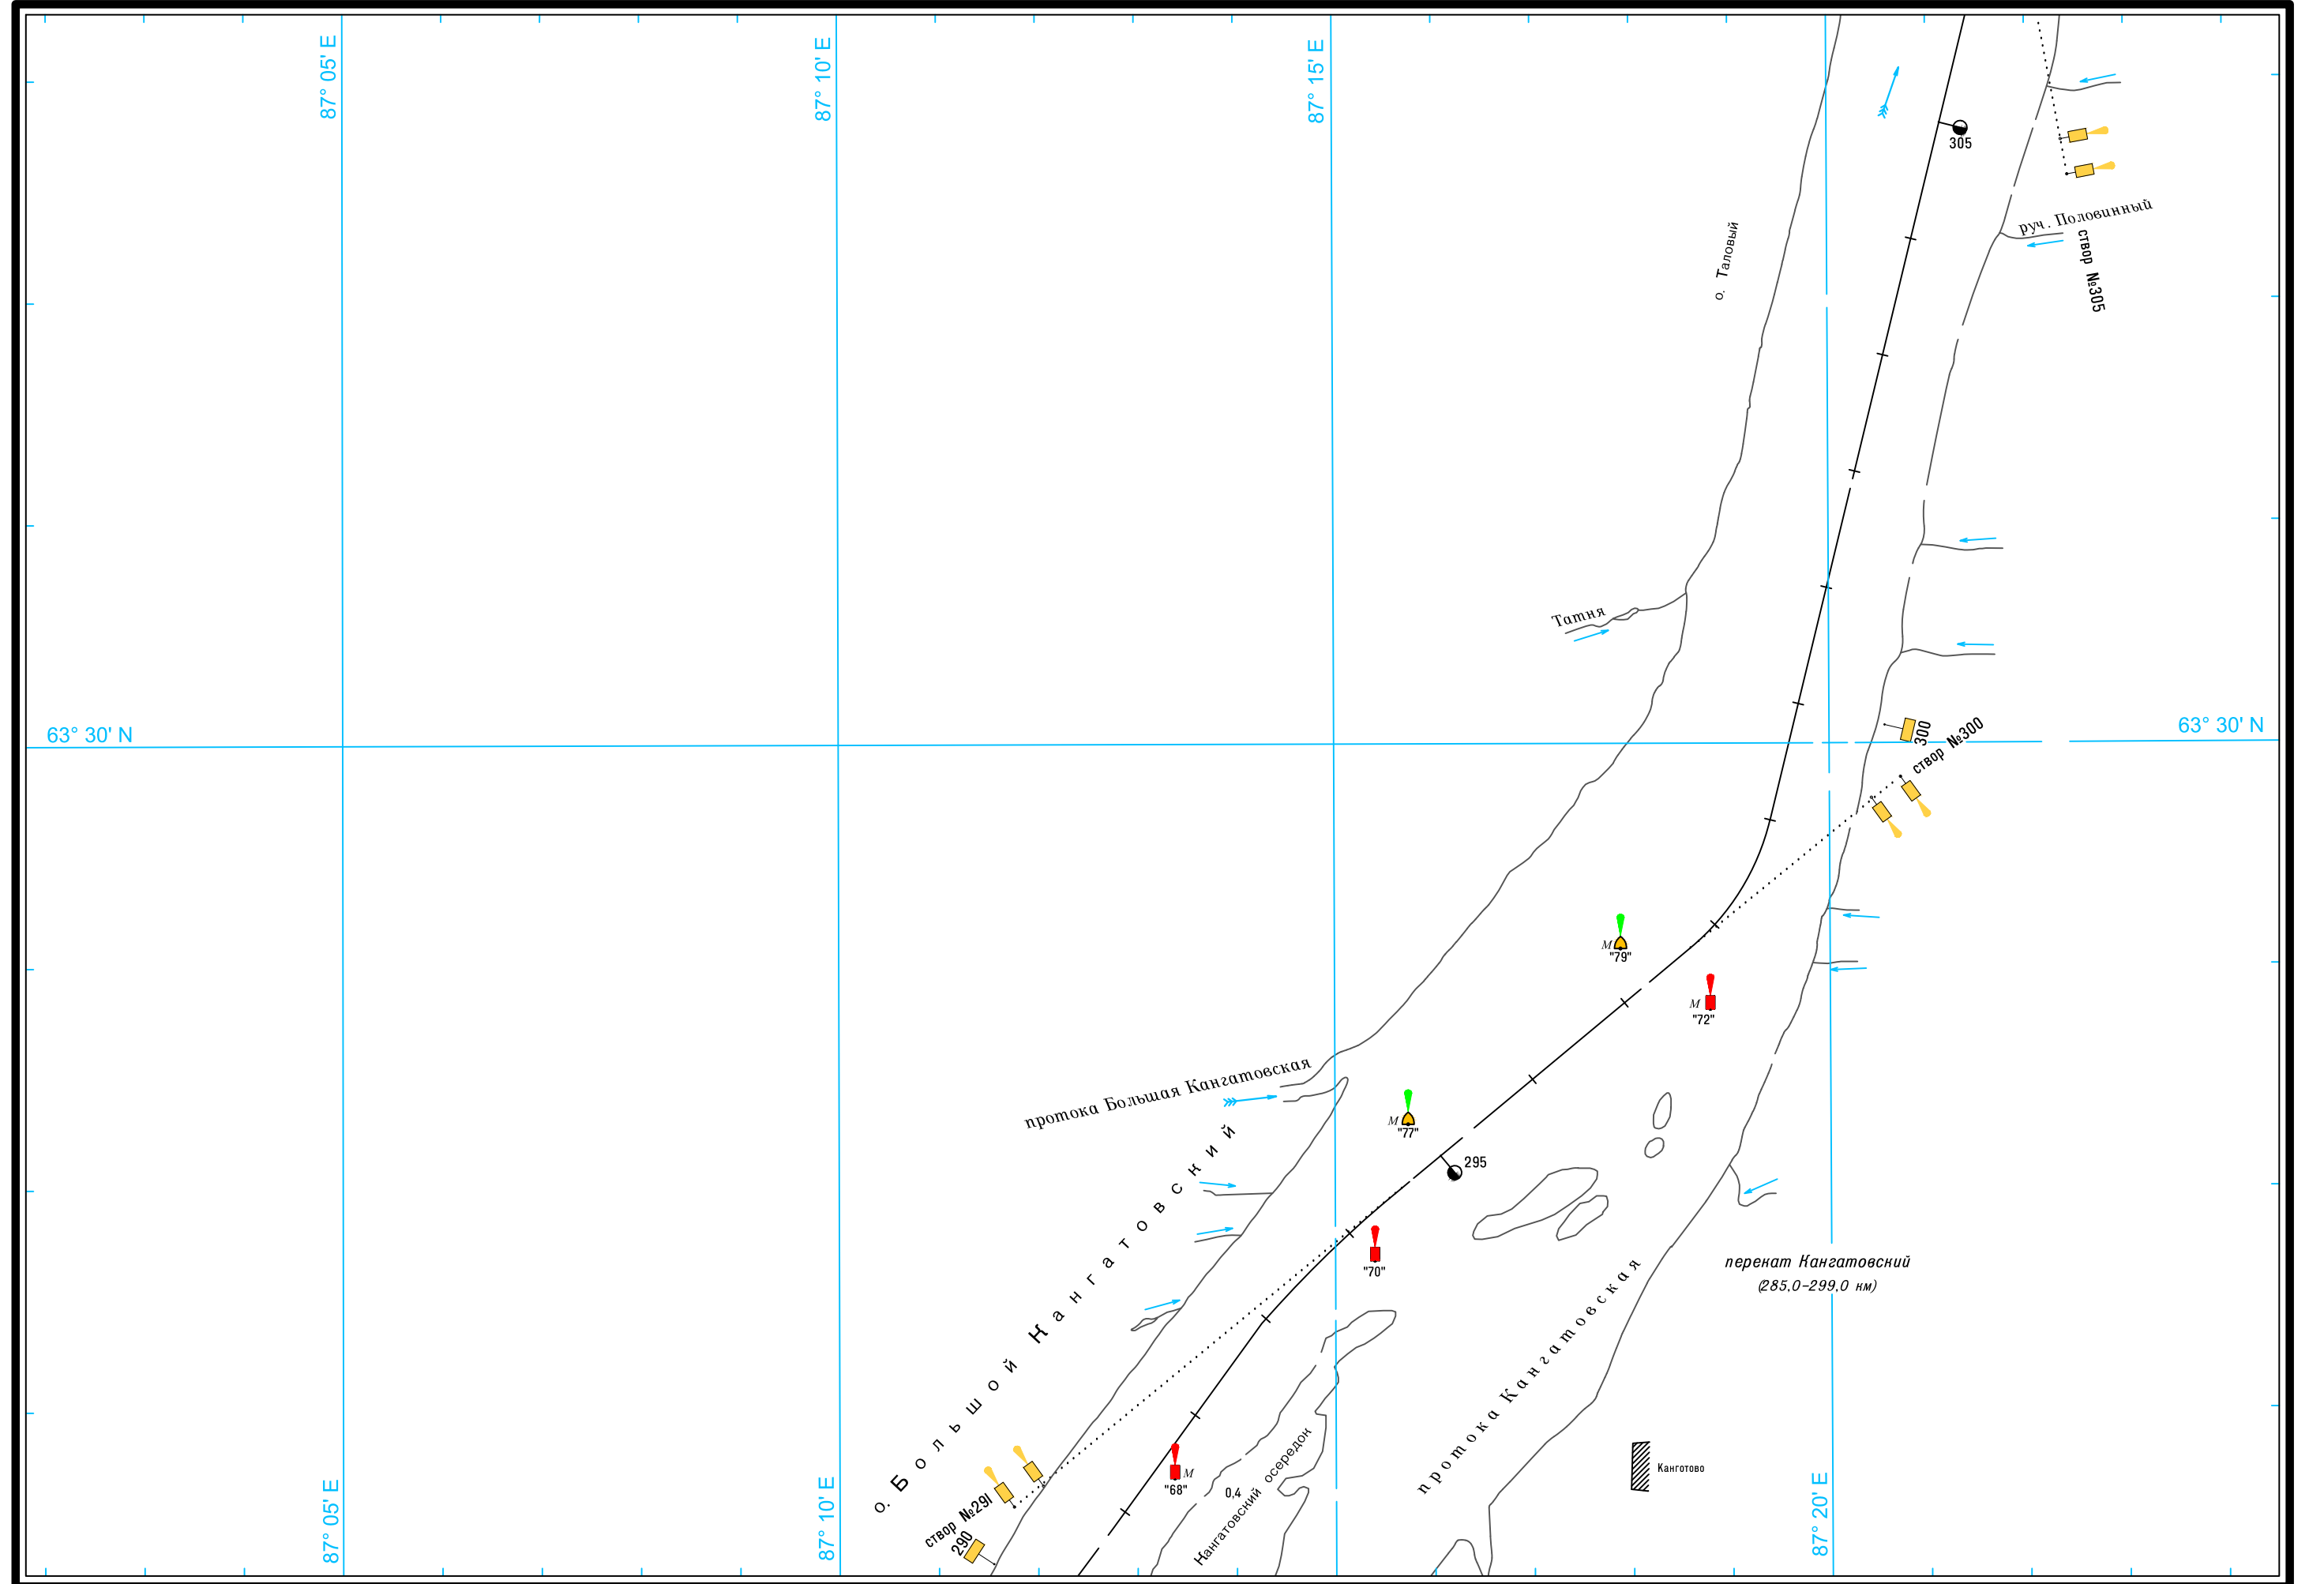 87° 05' E
87° 10' E
87° 15' E
305
руч. Половинный
створ №305
о. Таловый
Татня
63° 30' N
63° 30' N
300
створ №300
"79"
М
"72"
М
протока Большая Кангатовская
"77"
М
295
о. Большой Кангатовский
"70"
перекат Кангатовский
(285,0-299,0 км)
протока Кангатовская
Канготово
"68"
М
0,4
Кангатовский осередок
створ №291
290
87° 05' E
87° 10' E
87° 20' E